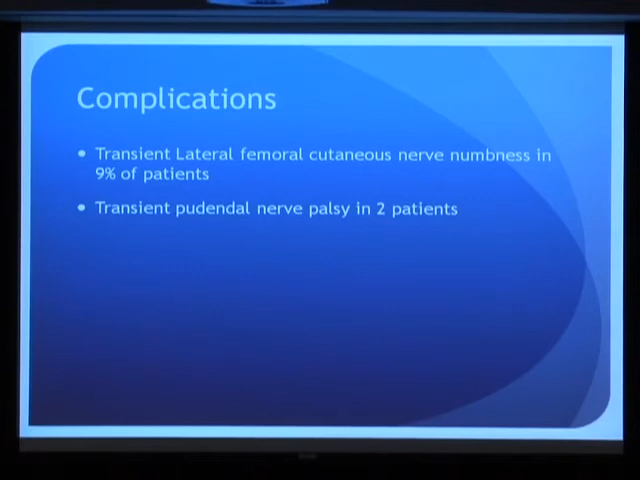 Complications
• Transient Lateral femoral cutaneous nerve numbness in
9% of patients
• Transient pudendal nerve palsy in 2 patients